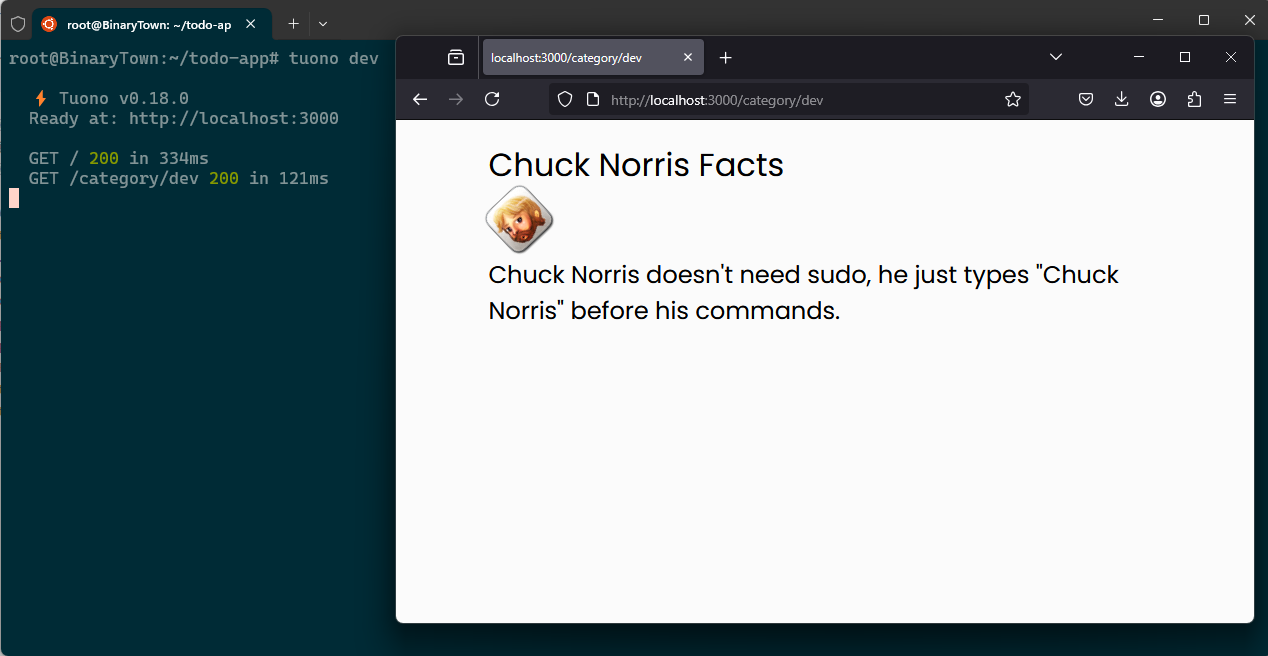 root@BinaryTown: ~/todo-ap
root@BinaryTown:~/todo-app# tuono dev
⚡ Tuono v0.18.0
Ready at: http://localhost:3000
GET / 200 in 334ms
GET /category/dev 200 in 121ms
localhost:3000/category/dev
http://localhost:3000/category/dev
Chuck Norris Facts
Chuck Norris doesn't need sudo, he just types "Chuck
Norris" before his commands.